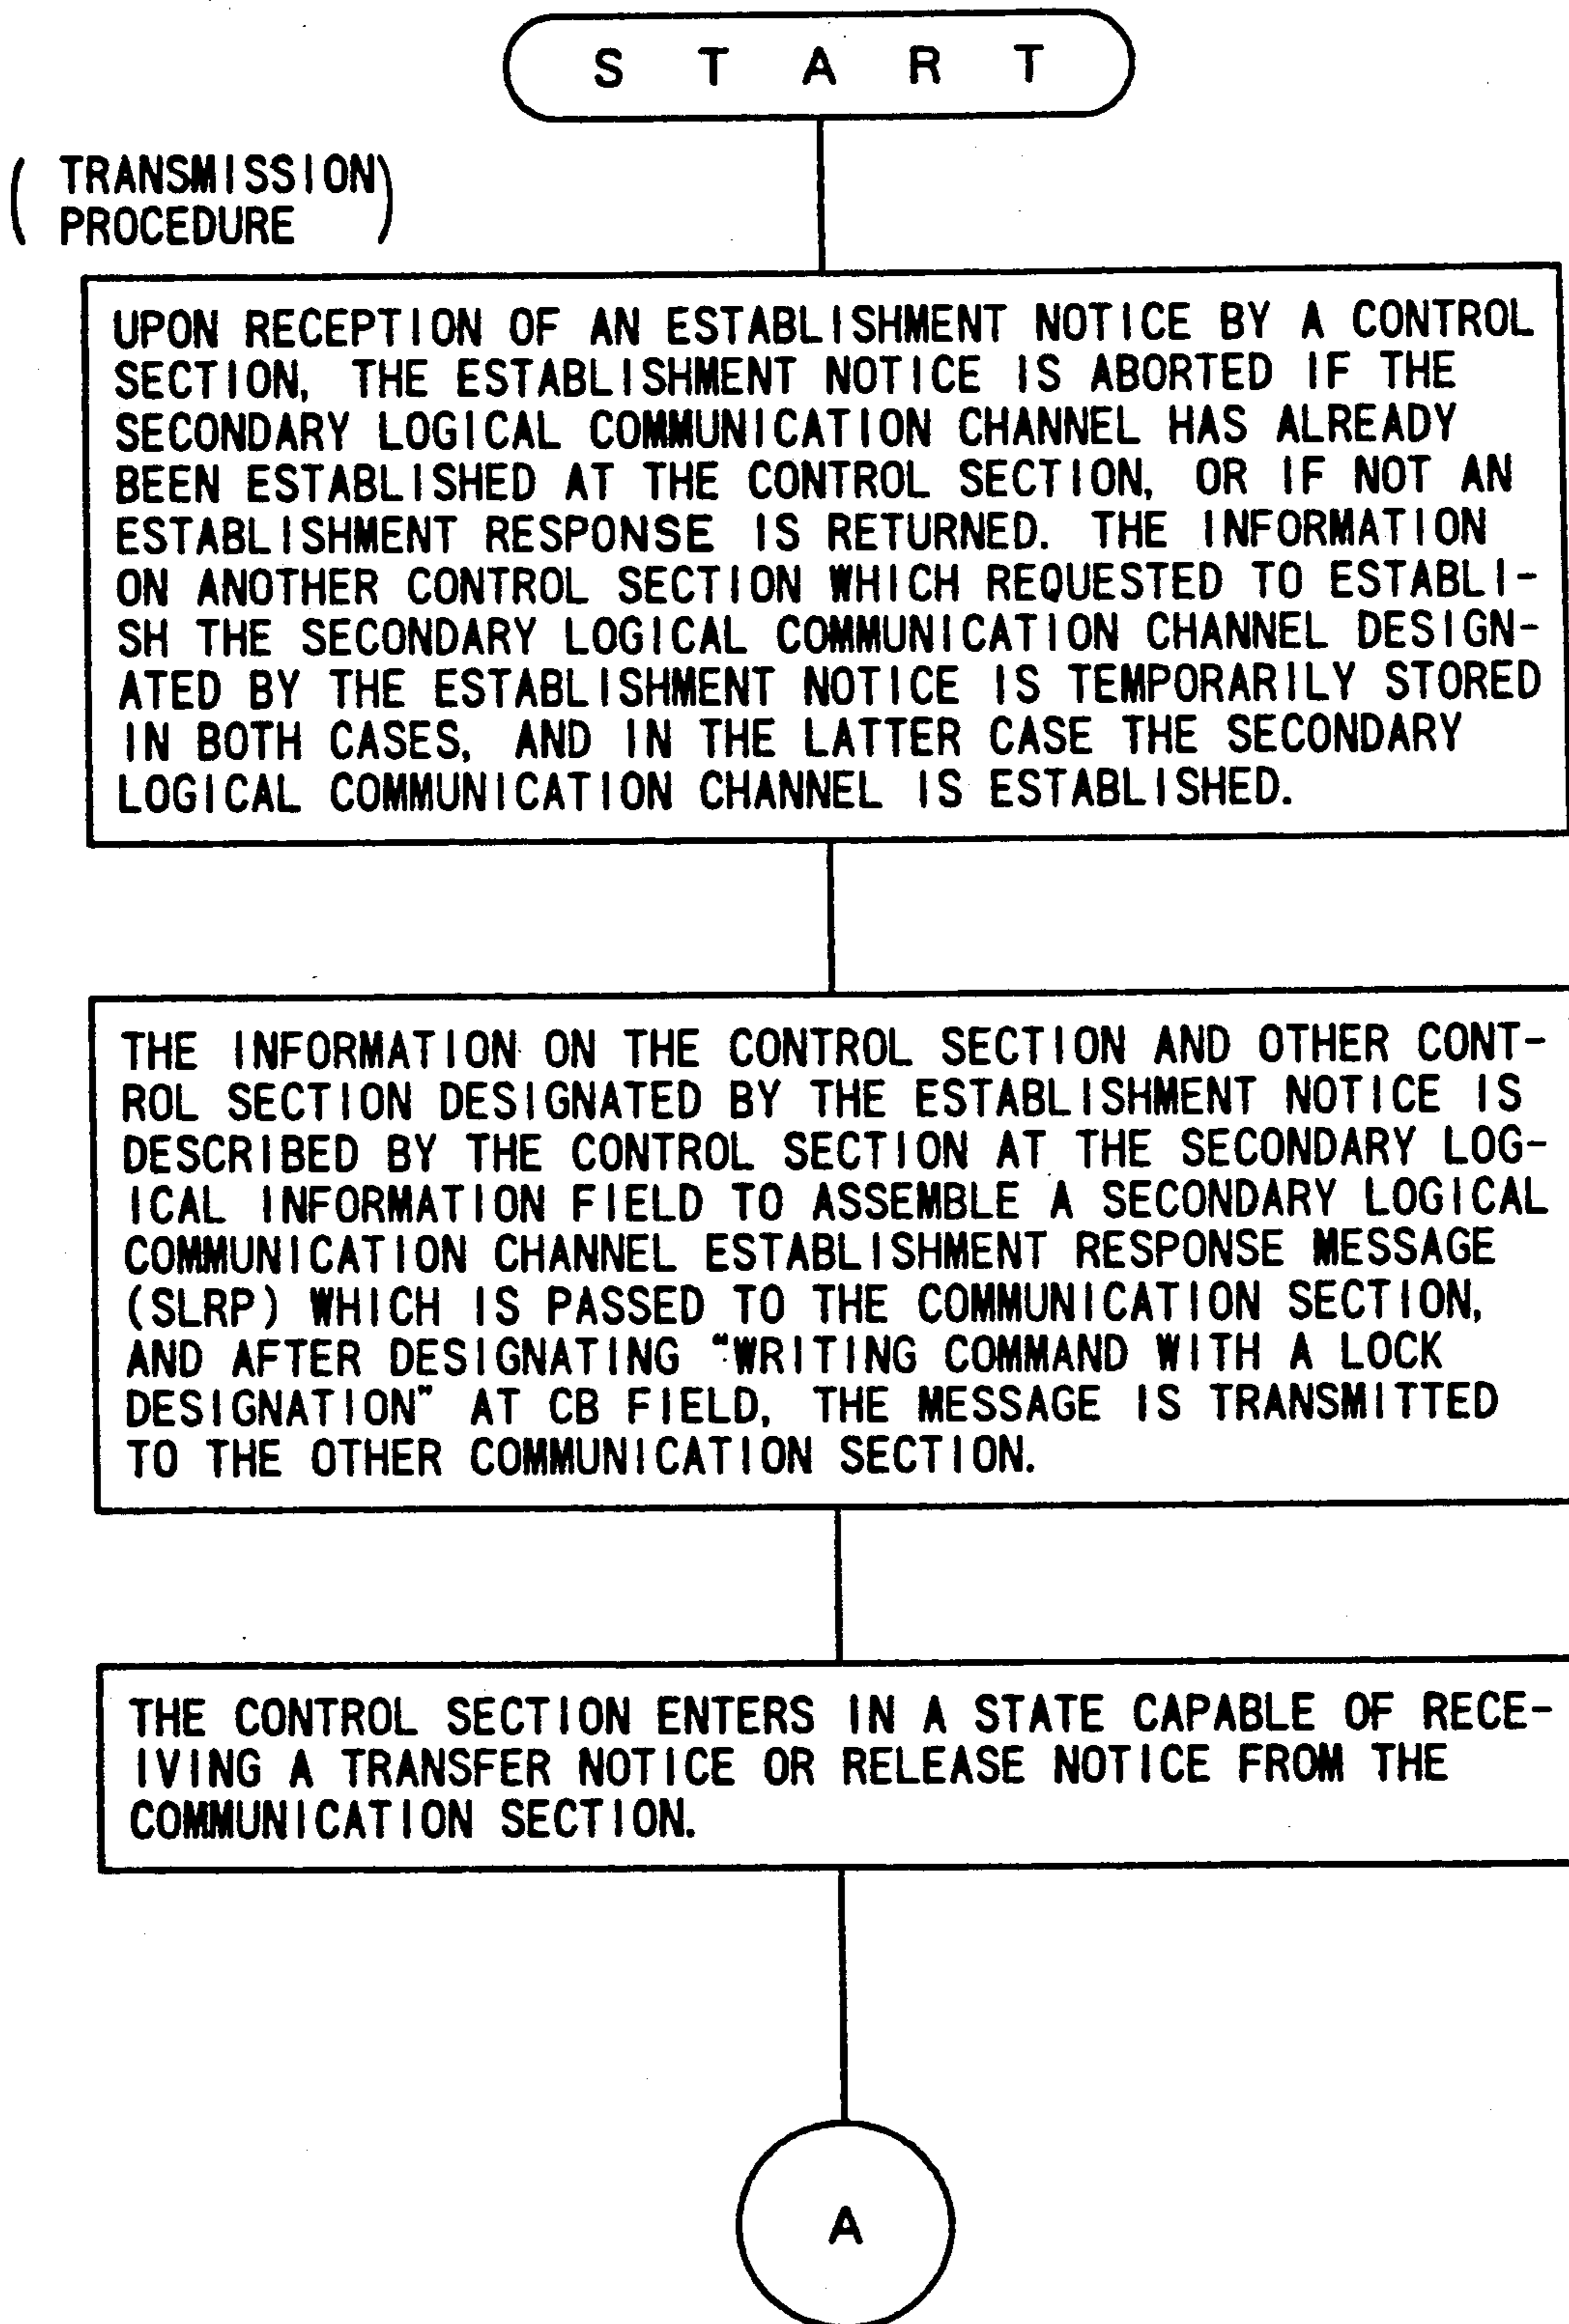 START
( TRANSMISSION
PROCEDURE )
UPON RECEPTION OF AN ESTABLISHMENT NOTICE BY A CONTROL
SECTION, THE ESTABLISHMENT NOTICE IS ABORTED IF THE
SECONDARY LOGICAL COMMUNICATION CHANNEL HAS ALREADY
BEEN ESTABLISHED AT THE CONTROL SECTION, OR IF NOT AN
ESTABLISHMENT RESPONSE IS RETURNED. THE INFORMATION
ON ANOTHER CONTROL SECTION WHICH REQUESTED TO ESTABLI-
SH THE SECONDARY LOGICAL COMMUNICATION CHANNEL DESIGN-
ATED BY THE ESTABLISHMENT NOTICE IS TEMPORARILY STORED
IN BOTH CASES, AND IN THE LATTER CASE THE SECONDARY
LOGICAL COMMUNICATION CHANNEL IS ESTABLISHED.
THE INFORMATION ON THE CONTROL SECTION AND OTHER CONT-
ROL SECTION DESIGNATED BY THE ESTABLISHMENT NOTICE IS
DESCRIBED BY THE CONTROL SECTION AT THE SECONDARY LOG-
ICAL INFORMATION FIELD TO ASSEMBLE A SECONDARY LOGICAL
COMMUNICATION CHANNEL ESTABLISHMENT RESPONSE MESSAGE
(SLRP) WHICH IS PASSED TO THE COMMUNICATION SECTION,
AND AFTER DESIGNATING "WRITING COMMAND WITH A LOCK
DESIGNATION" AT CB FIELD, THE MESSAGE IS TRANSMITTED
TO THE OTHER COMMUNICATION SECTION.
THE CONTROL SECTION ENTERS IN A STATE CAPABLE OF RECE-
IVING A TRANSFER NOTICE OR RELEASE NOTICE FROM THE
COMMUNICATION SECTION.
A